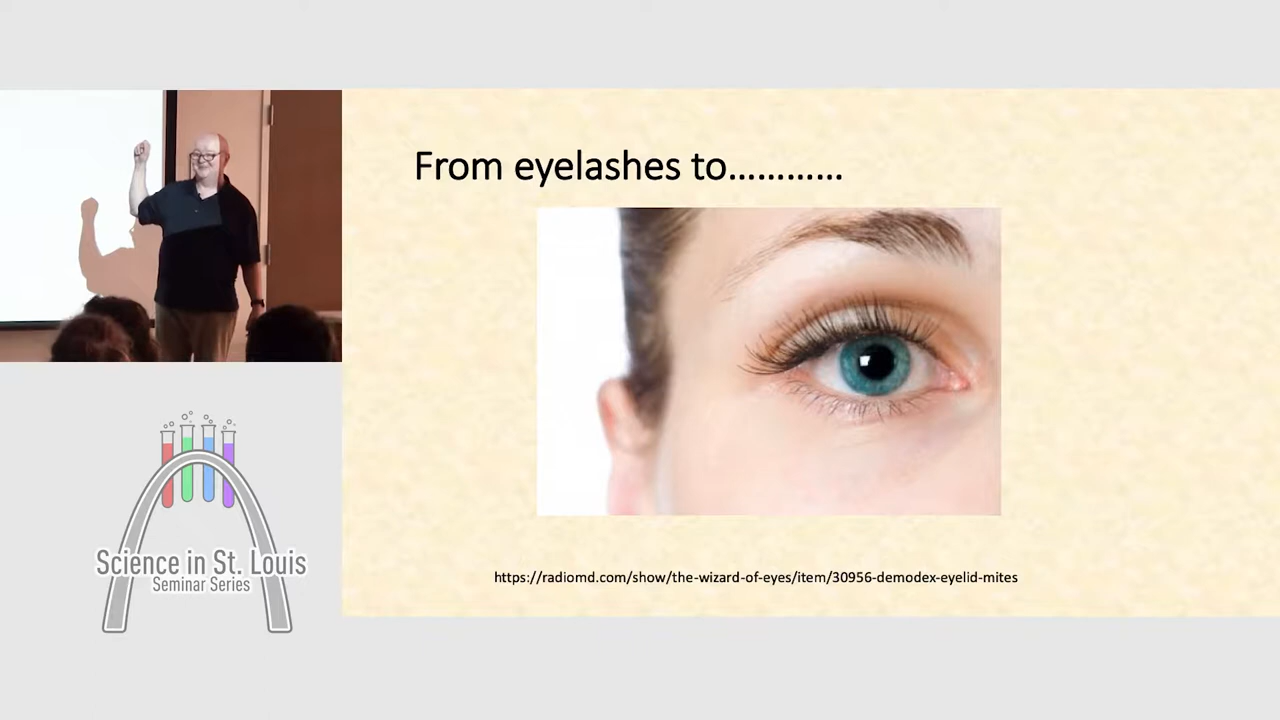 From eyelashes to............
https://radiomd.com/show/the-wizard-of-eyes/item/30956-demodex-eyelid-mites
Science in St. Louis
Seminar Series